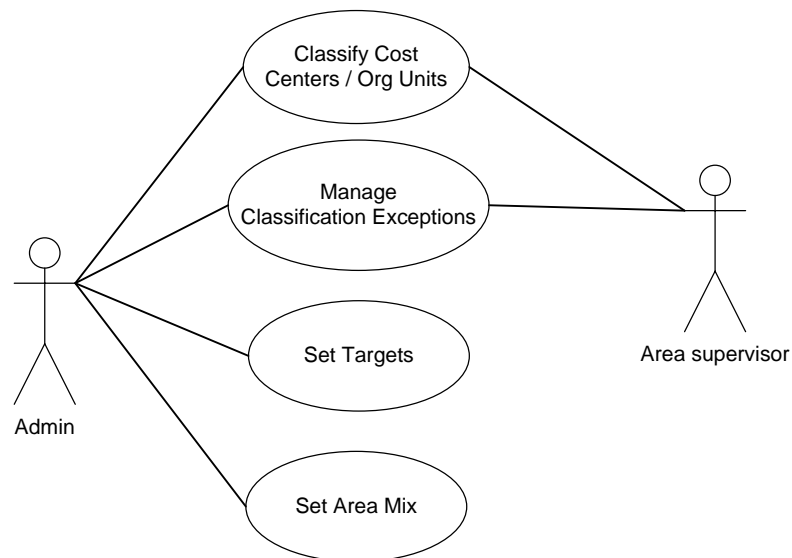 Classify Cost
Centers / Org Units
Manage
Classification Exceptions
Set Targets
Area supervisor
Admin
Set Area Mix